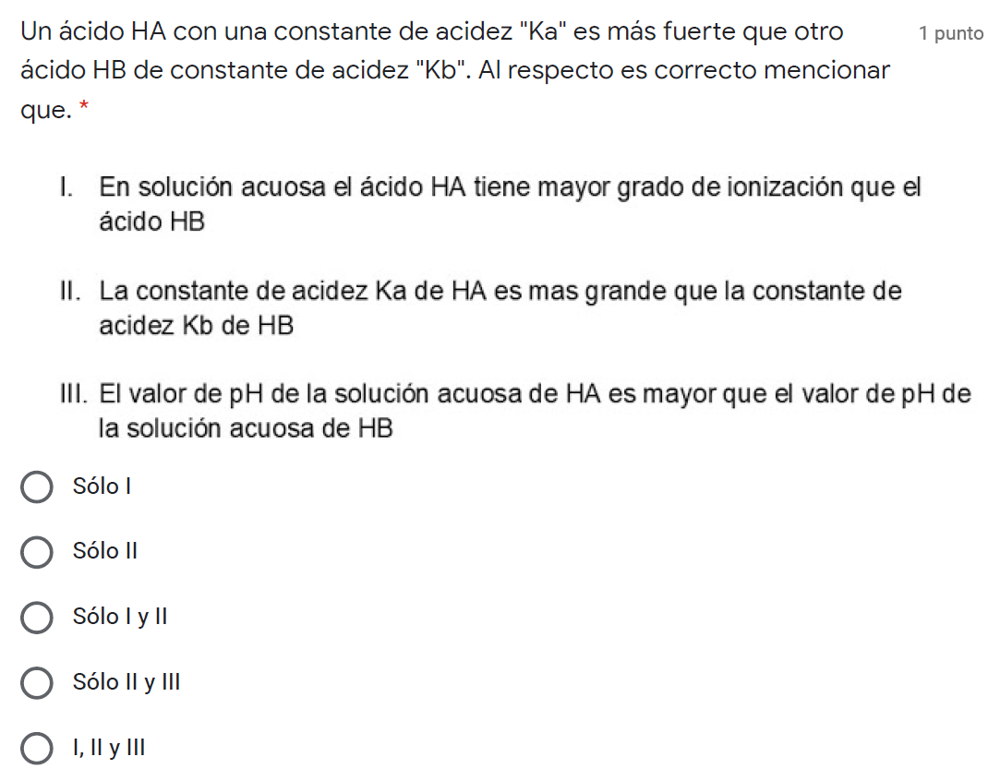 Un ácido HA con una constante de acidez "Ka" es más fuerte que otro
1 punto
ácido HB de constante de acidez "Kb". Al respecto es correcto mencionar
que. *
I. En solución acuosa el ácido HA tiene mayor grado de ionización que el
ácido HB
II. La constante de acidez Ka de HA es mas grande que la constante de
acidez Kb de HB
III. El valor de pH de la solución acuosa de HA es mayor que el valor de pH de
la solución acuosa de HB
Sólo I
Sólo II
Sólo I y II
Sólo II y III
I, II y III